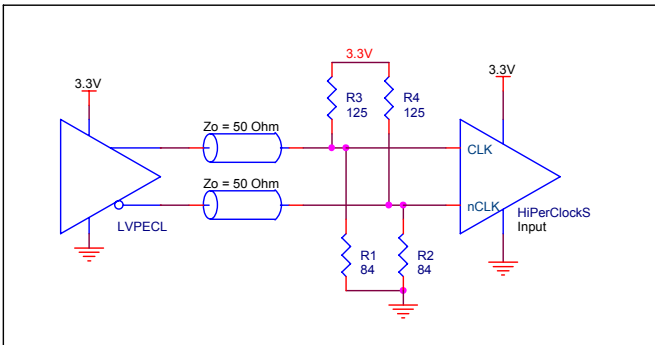 3.3V
3.3V
3.3V
R3
125
R4
125
Zo = 50 Ohm
CLK
Zo = 50 Ohm
nCLK
LVPECL
HiPerClockS
Input
R1
84
R2
84